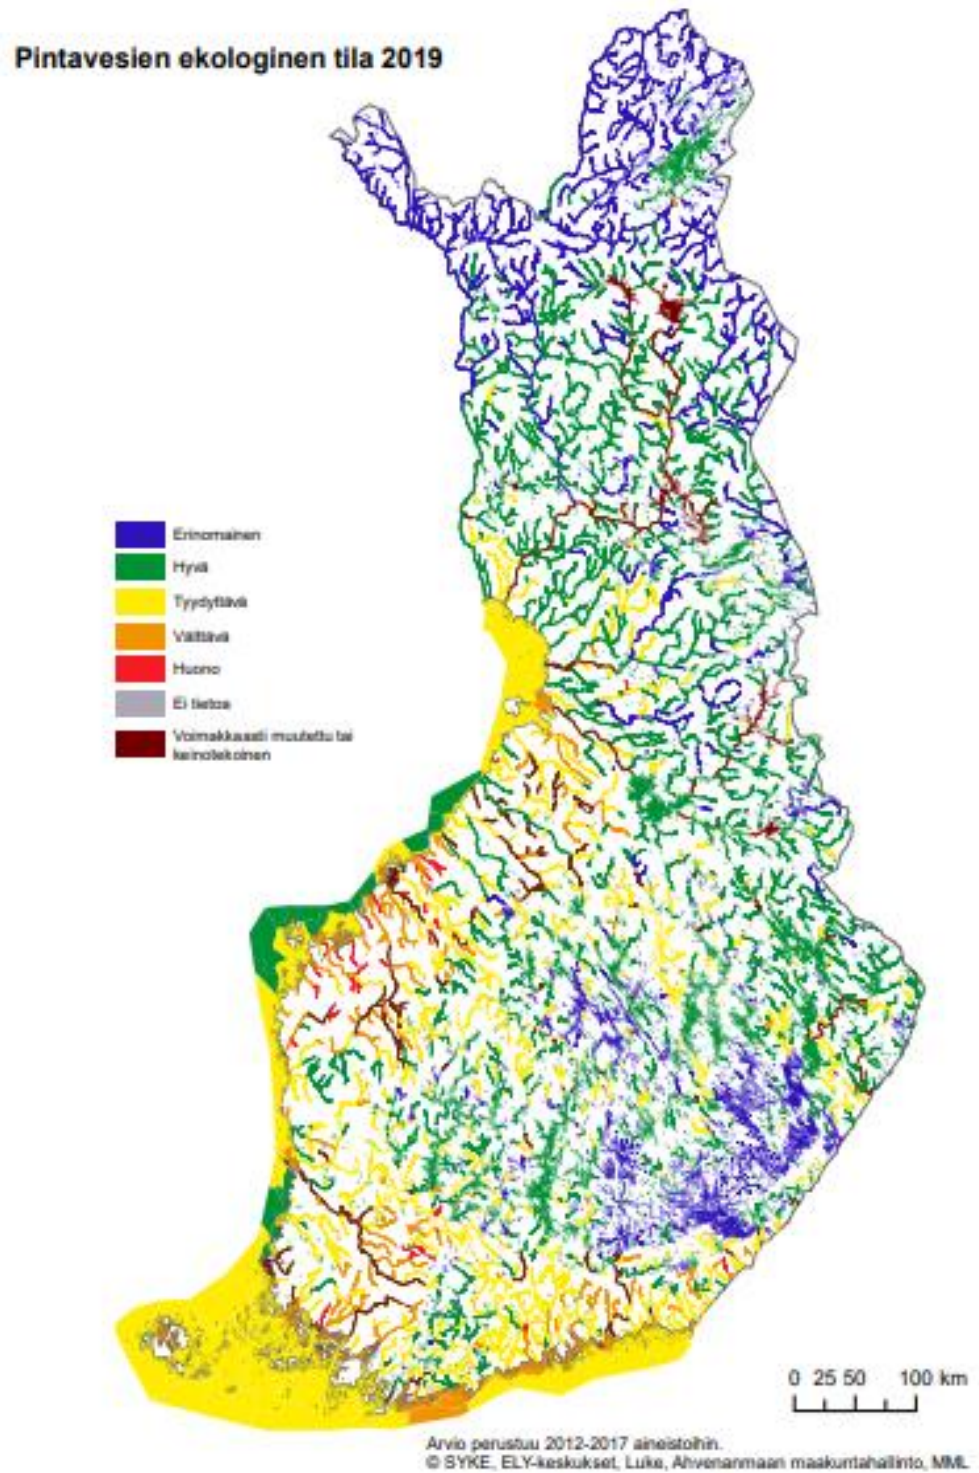 Pintavesien ekologinen tila 2019
Erinomainen
Hyvä
Tyydyttävä
Välttävä
Huono
Ei tietoa
Voimakkaasti muutettu tai
keinotekoinen
0 25 50 100 km
Arvio perustuu 2012-2017 aineistoihin.
© SYKE, ELY-keskukset, Luke, Ahvenanmaan maakuntahallinto, MML